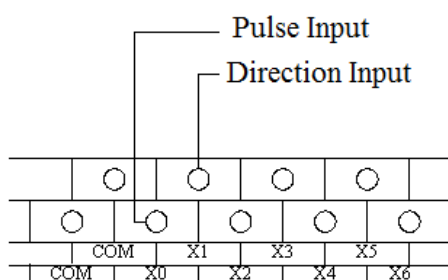 Pulse Input
Direction Input
COM X1 X3 X5
COM X0 X2 X4 X6